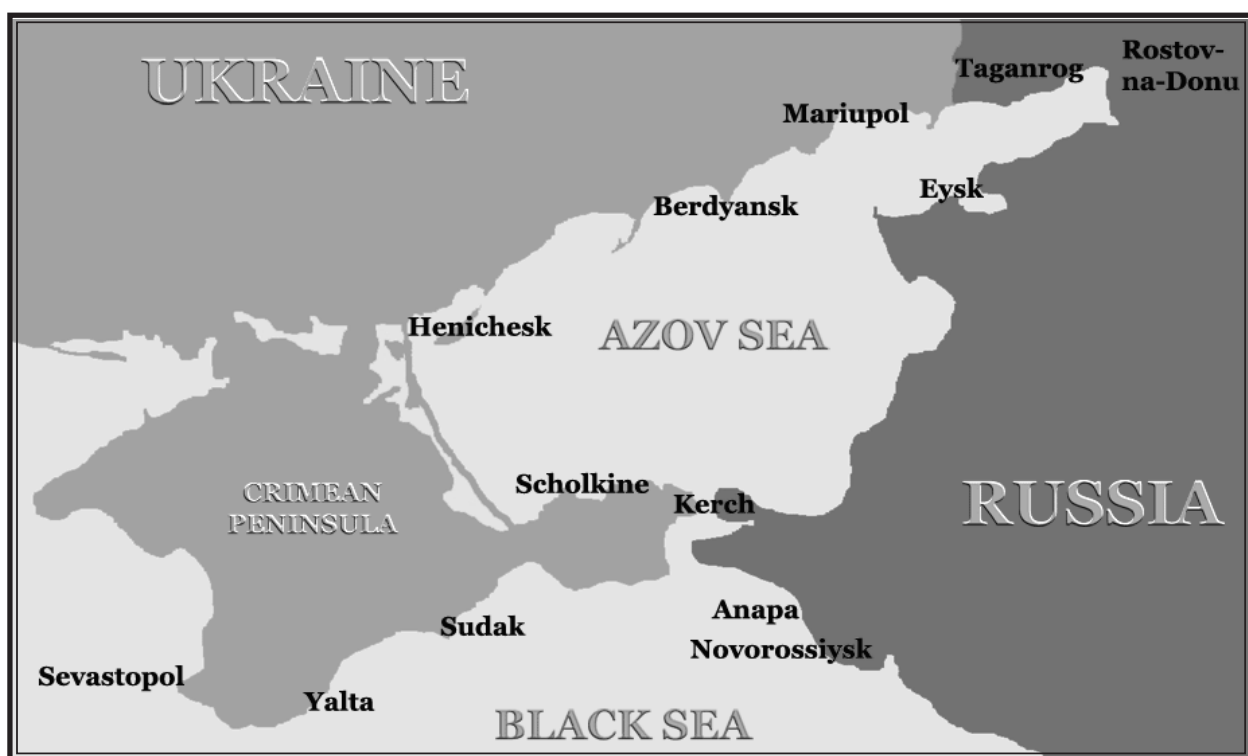 UKRAINE
Rostov-
na-Donu
Taganrog
Mariupol
Eysk
Berdyansk
Henichesk
AZOV SEA
Scholkine
CRIMEAN
PENINSULA
Kerch
RUSSIA
Anapa
Sudak
Novorossiysk
Sevastopol
Yalta
BLACK SEA